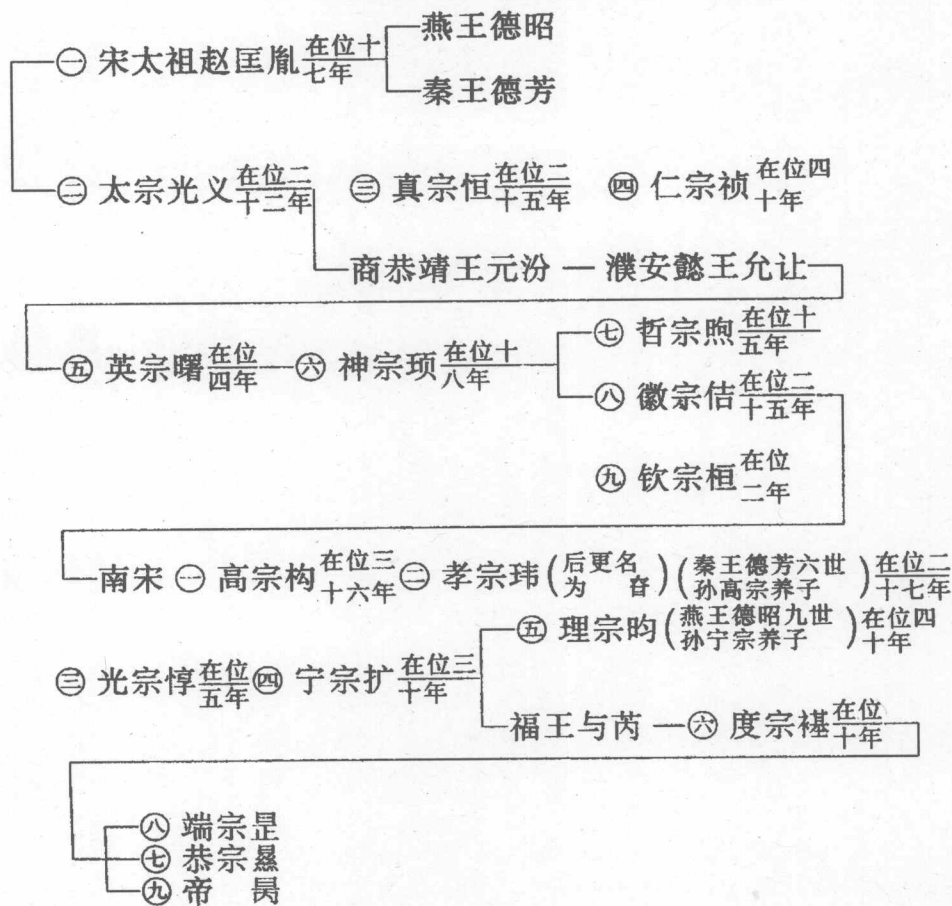 燕王德昭
㊀ 宋太祖赵匡胤 在位十七年
秦王德芳
㊁ 太宗光义 在位二十二年 ㊂ 真宗恒 在位二十五年 ㊃ 仁宗祯 在位四十年
商恭靖王元汾 — 濮安懿王允让
㊄ 英宗曙 在位四年 — ㊅ 神宗顼 在位十八年
㊆ 哲宗煦 在位十五年
㊇ 徽宗佶 在位二十五年
㊈ 钦宗桓 在位二年
南宋 ㊀ 高宗构 在位三十六年 ㊁ 孝宗玮(后更名为 昚)(秦王德芳六世孙高宗养子) 在位二十七年
㊄ 理宗昀(燕王德昭九世孙宁宗养子) 在位四十年
㊂ 光宗惇 在位五年 ㊃ 宁宗扩 在位三十年
福王与芮 — ㊅ 度宗禥 在位十年
㊇ 端宗昰
㊆ 恭宗㬎
㊈ 帝 昺